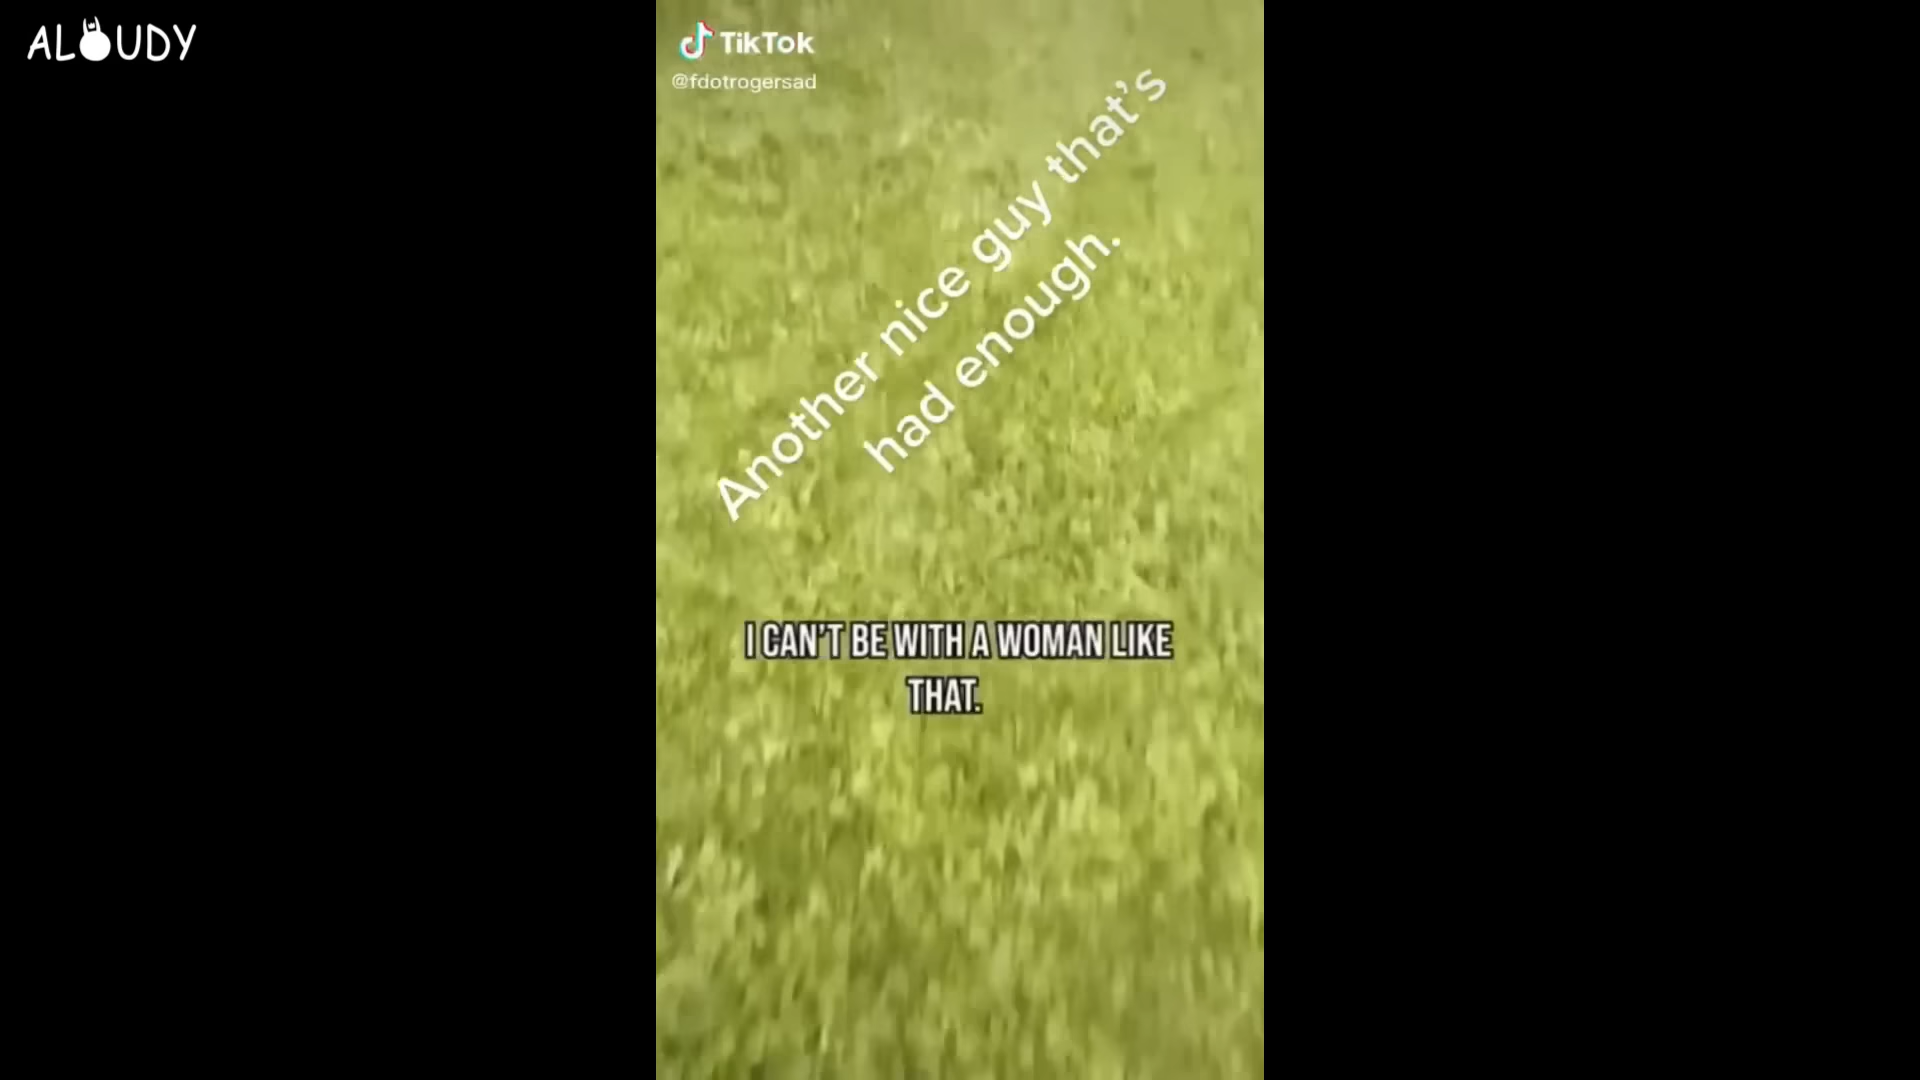 ALOUDY
TikTok
@fdotrogersad
Another nice guy that's
had enough.
I CAN'T BE WITH A WOMAN LIKE
THAT.